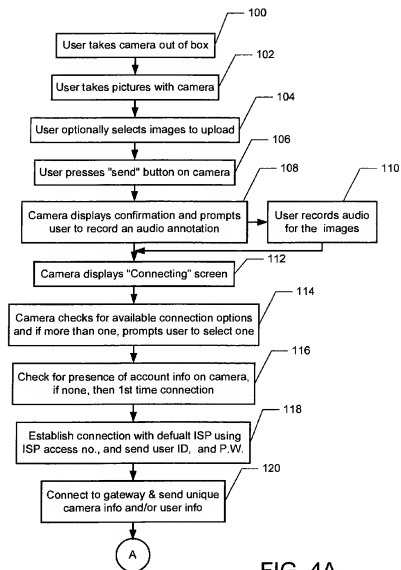 100
User takes camera out of box
102
User takes pictures with camera
104
User optionally selects images to upload
106
User presses "send" button on camera
108
110
Camera displays confirmation and prompts
user to record an audio annotation
User records audio
for the images
112
Camera displays "Connecting" screen
114
Camera checks for available connection options
and if more than one, prompts user to select one
116
Check for presence of account info on camera,
if none, then 1st time connection
118
Establish connection with defualt ISP using
ISP access no., and send user ID, and P.W.
120
Connect to gateway & send unique
camera info and/or user info
A
FIG. 4A